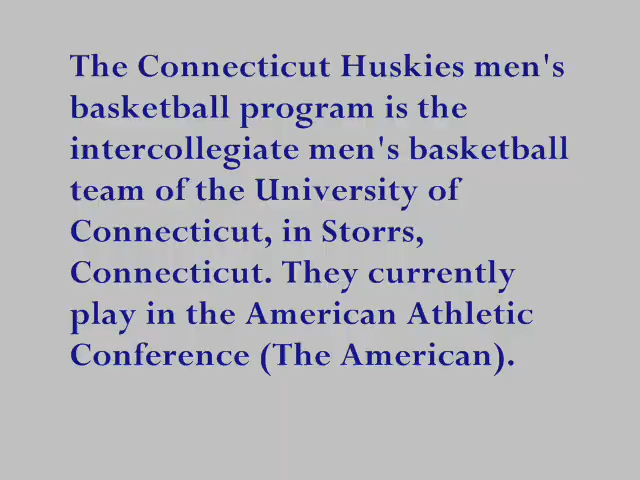 The Connecticut Huskies men's
basketball program is the
intercollegiate men's basketball
team of the University of
Connecticut, in Storrs,
Connecticut. They currently
play in the American Athletic
Conference (The American).